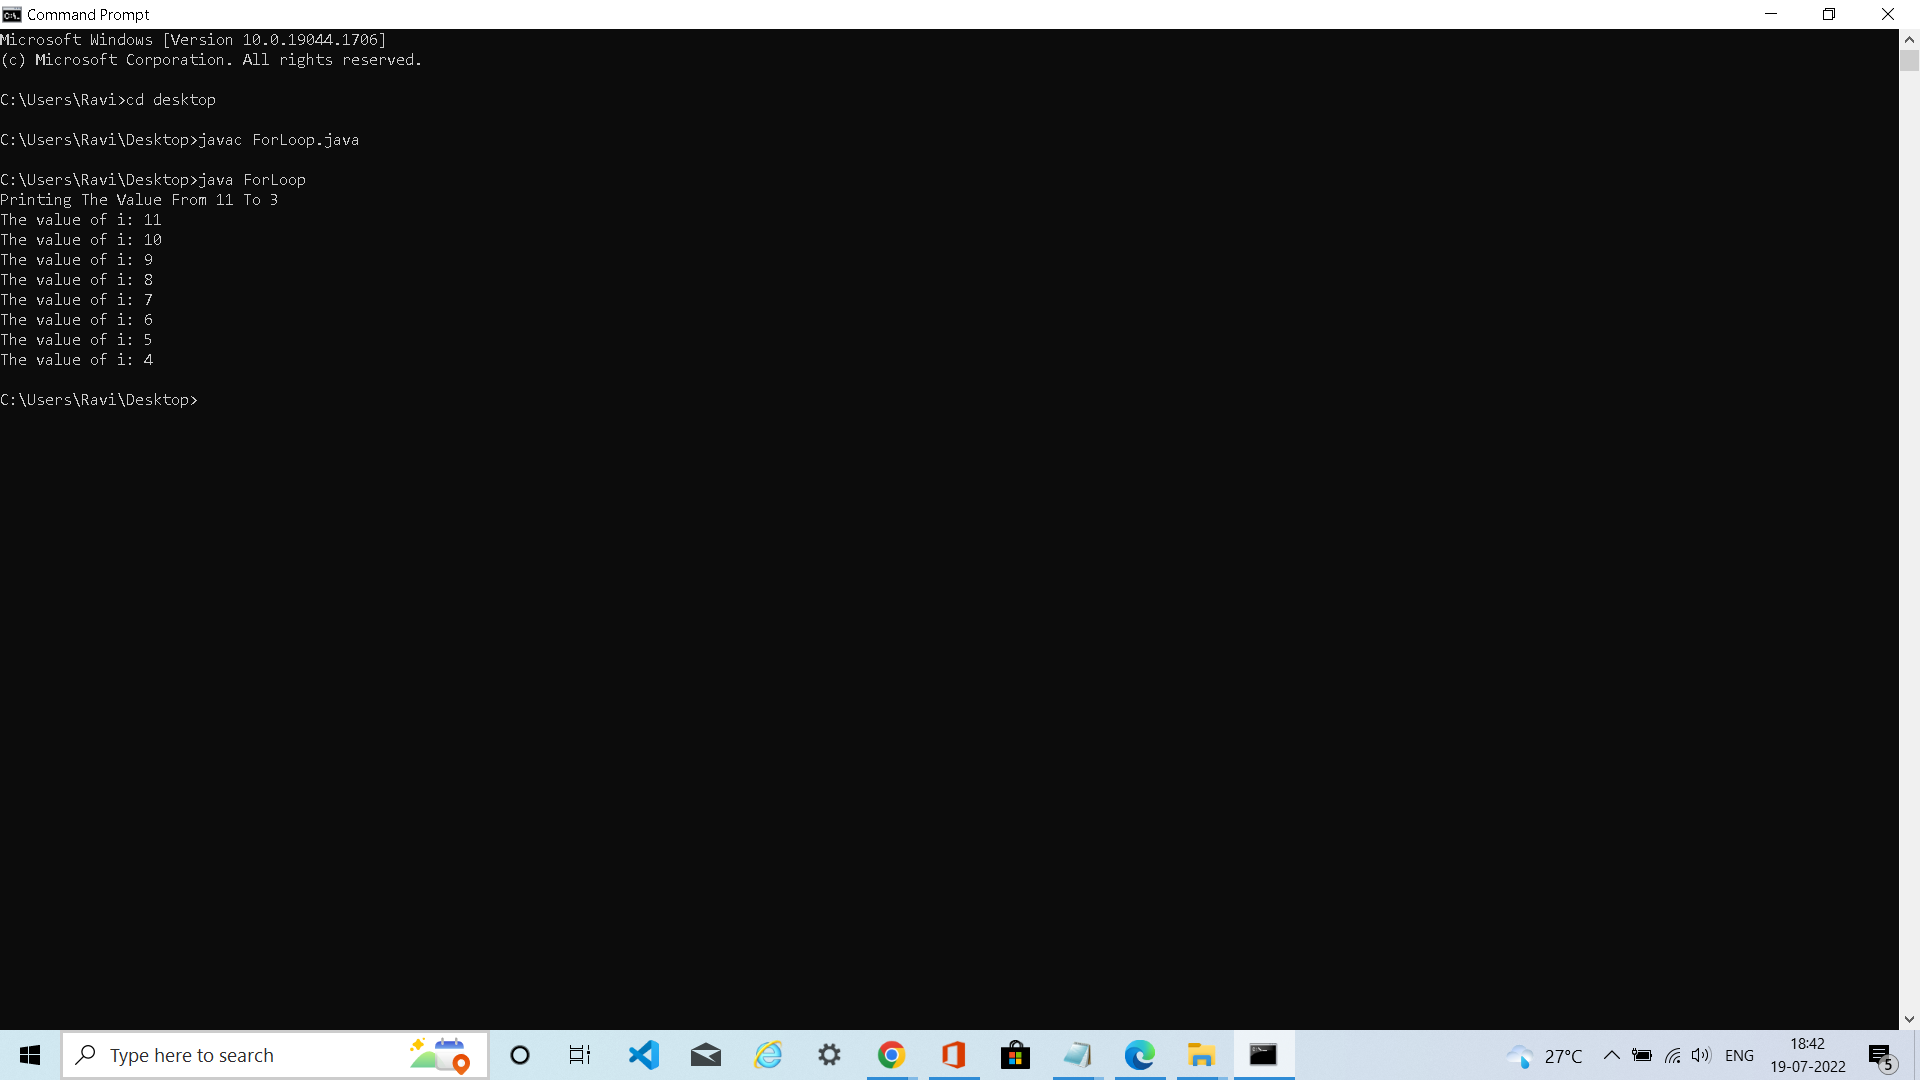 Command Prompt
Microsoft Windows [Version 10.0.19044.1706]
(c) Microsoft Corporation. All rights reserved.
C:\Users\Ravi>cd desktop
C:\Users\Ravi\Desktop>javac ForLoop.java
C:\Users\Ravi\Desktop>java ForLoop
Printing The Value From 11 To 3
The value of i: 11
The value of i: 10
The value of i: 9
The value of i: 8
The value of i: 7
The value of i: 6
The value of i: 5
The value of i: 4
C:\Users\Ravi\Desktop>
Type here to search
27°C
ENG
18:42
19-07-2022
5